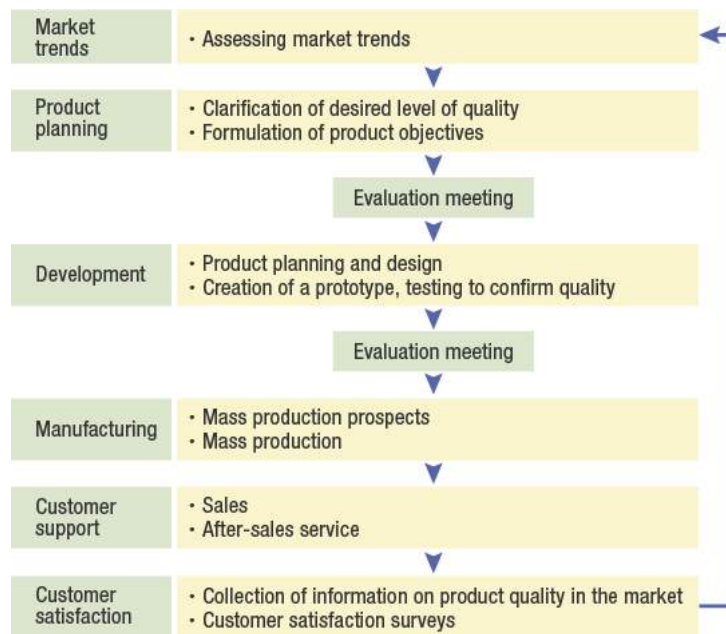 Market
trends
・Assessing market trends
Product
planning
・Clarification of desired level of quality
・Formulation of product objectives
Evaluation meeting
Development
・Product planning and design
・Creation of a prototype, testing to confirm quality
Evaluation meeting
Manufacturing
・Mass production prospects
・Mass production
Customer
support
・Sales
・After-sales service
Customer
satisfaction
・Collection of information on product quality in the market
・Customer satisfaction surveys